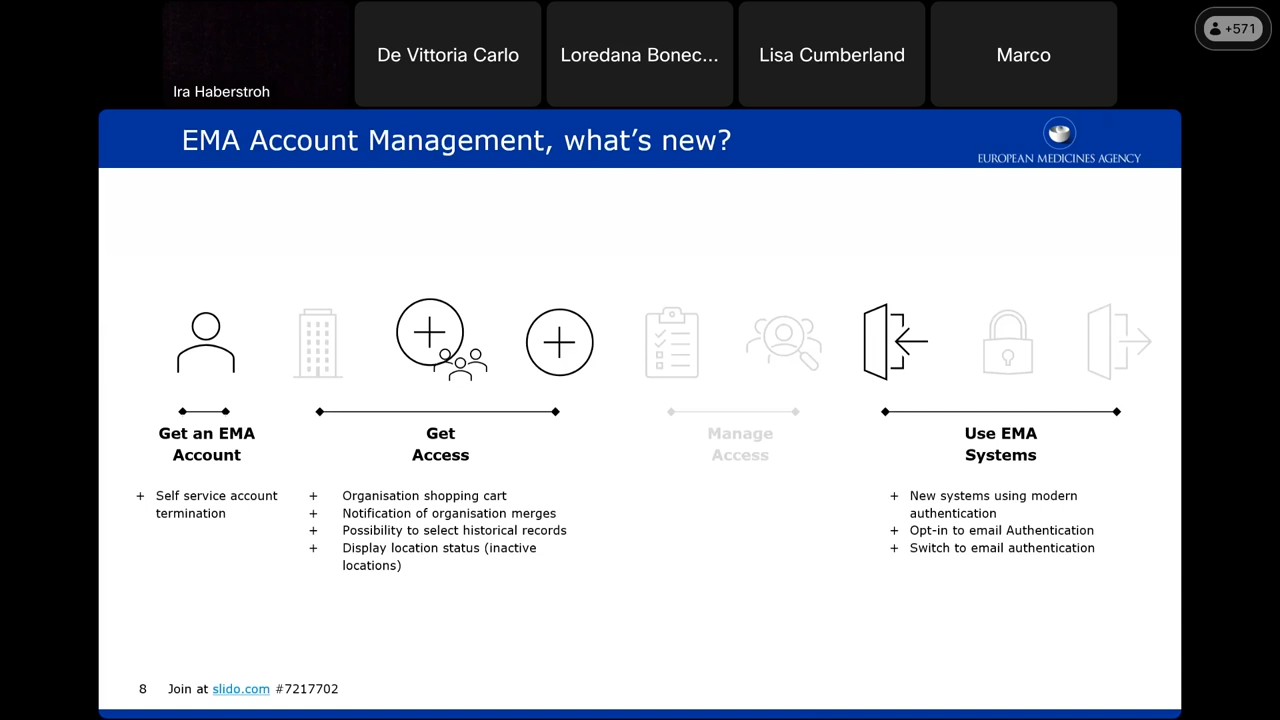 +571
De Vittoria Carlo
Loredana Bonec...
Lisa Cumberland
Marco
Ira Haberstroh
EMA Account Management, what's new?
EUROPEAN MEDICINES AGENCY
Get an EMA
Account
Get
Access
Manage
Access
Use EMA
Systems
+ Self service account
termination
+ Organisation shopping cart
+ Notification of organisation merges
+ Possibility to select historical records
+ Display location status (inactive
locations)
+ New systems using modern
authentication
+ Opt-in to email Authentication
+ Switch to email authentication
8 Join at slido.com #7217702